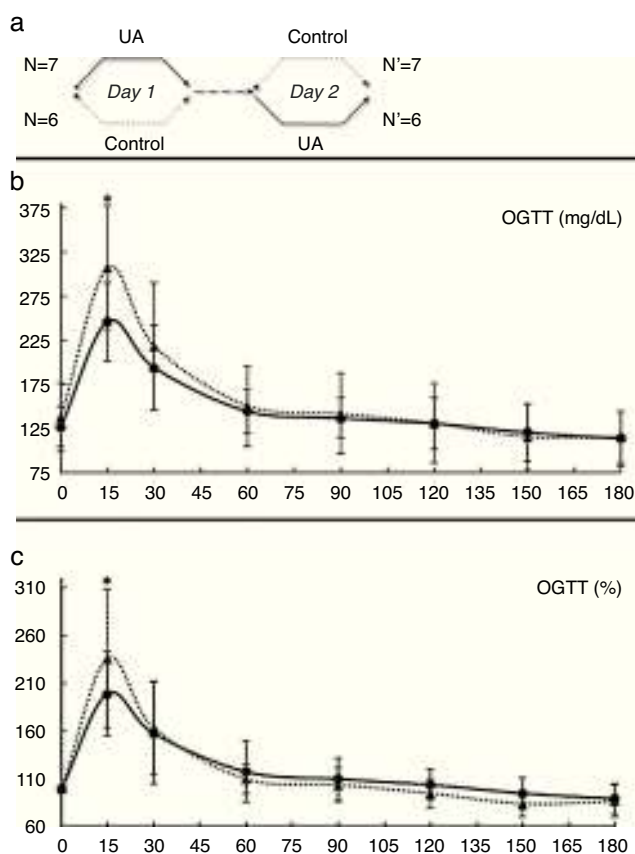 a
UA Control
N=7 N'=7
Day 1 Day 2
N=6 N'=6
Control UA
b
OGTT (mg/dL)
375
325
275
225
175
125
75
0 15 30 45 60 75 90 105 120 135 150 165 180
c
OGTT (%)
310
260
210
160
110
60
0 15 30 45 60 75 90 105 120 135 150 165 180